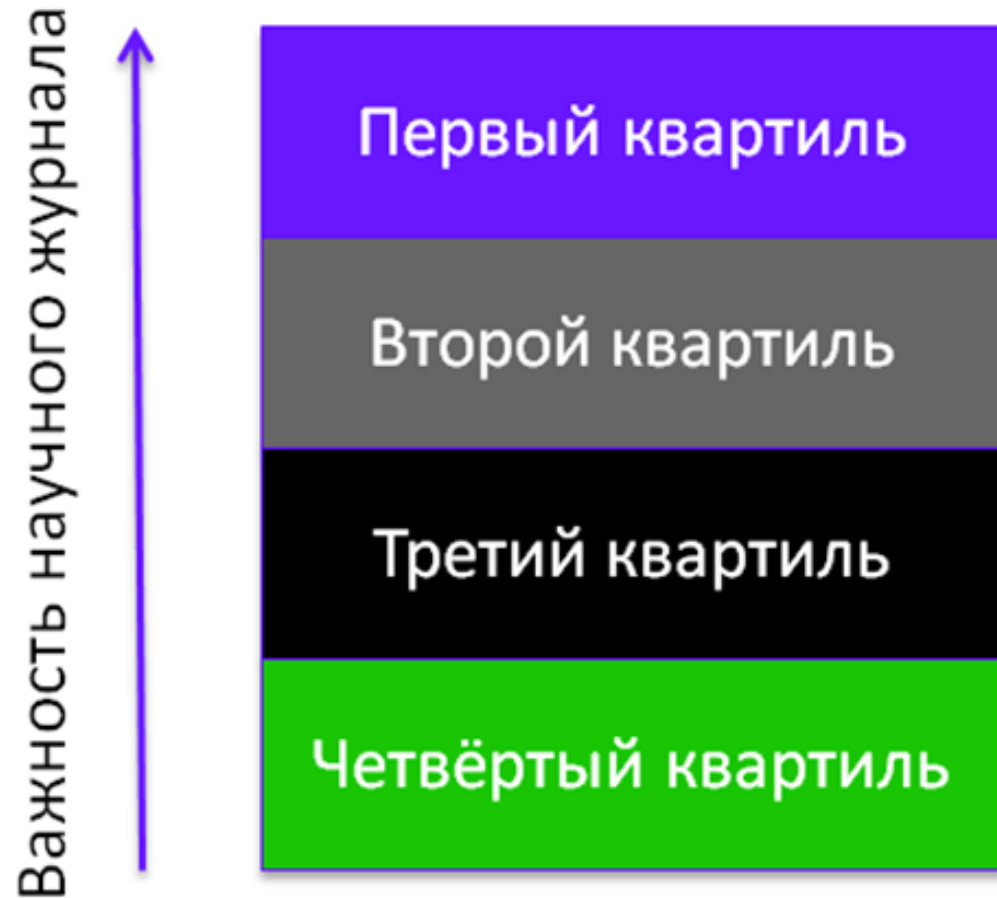 Важность научного журнала
Первый квартиль
Второй квартиль
Третий квартиль
Четвёртый квартиль